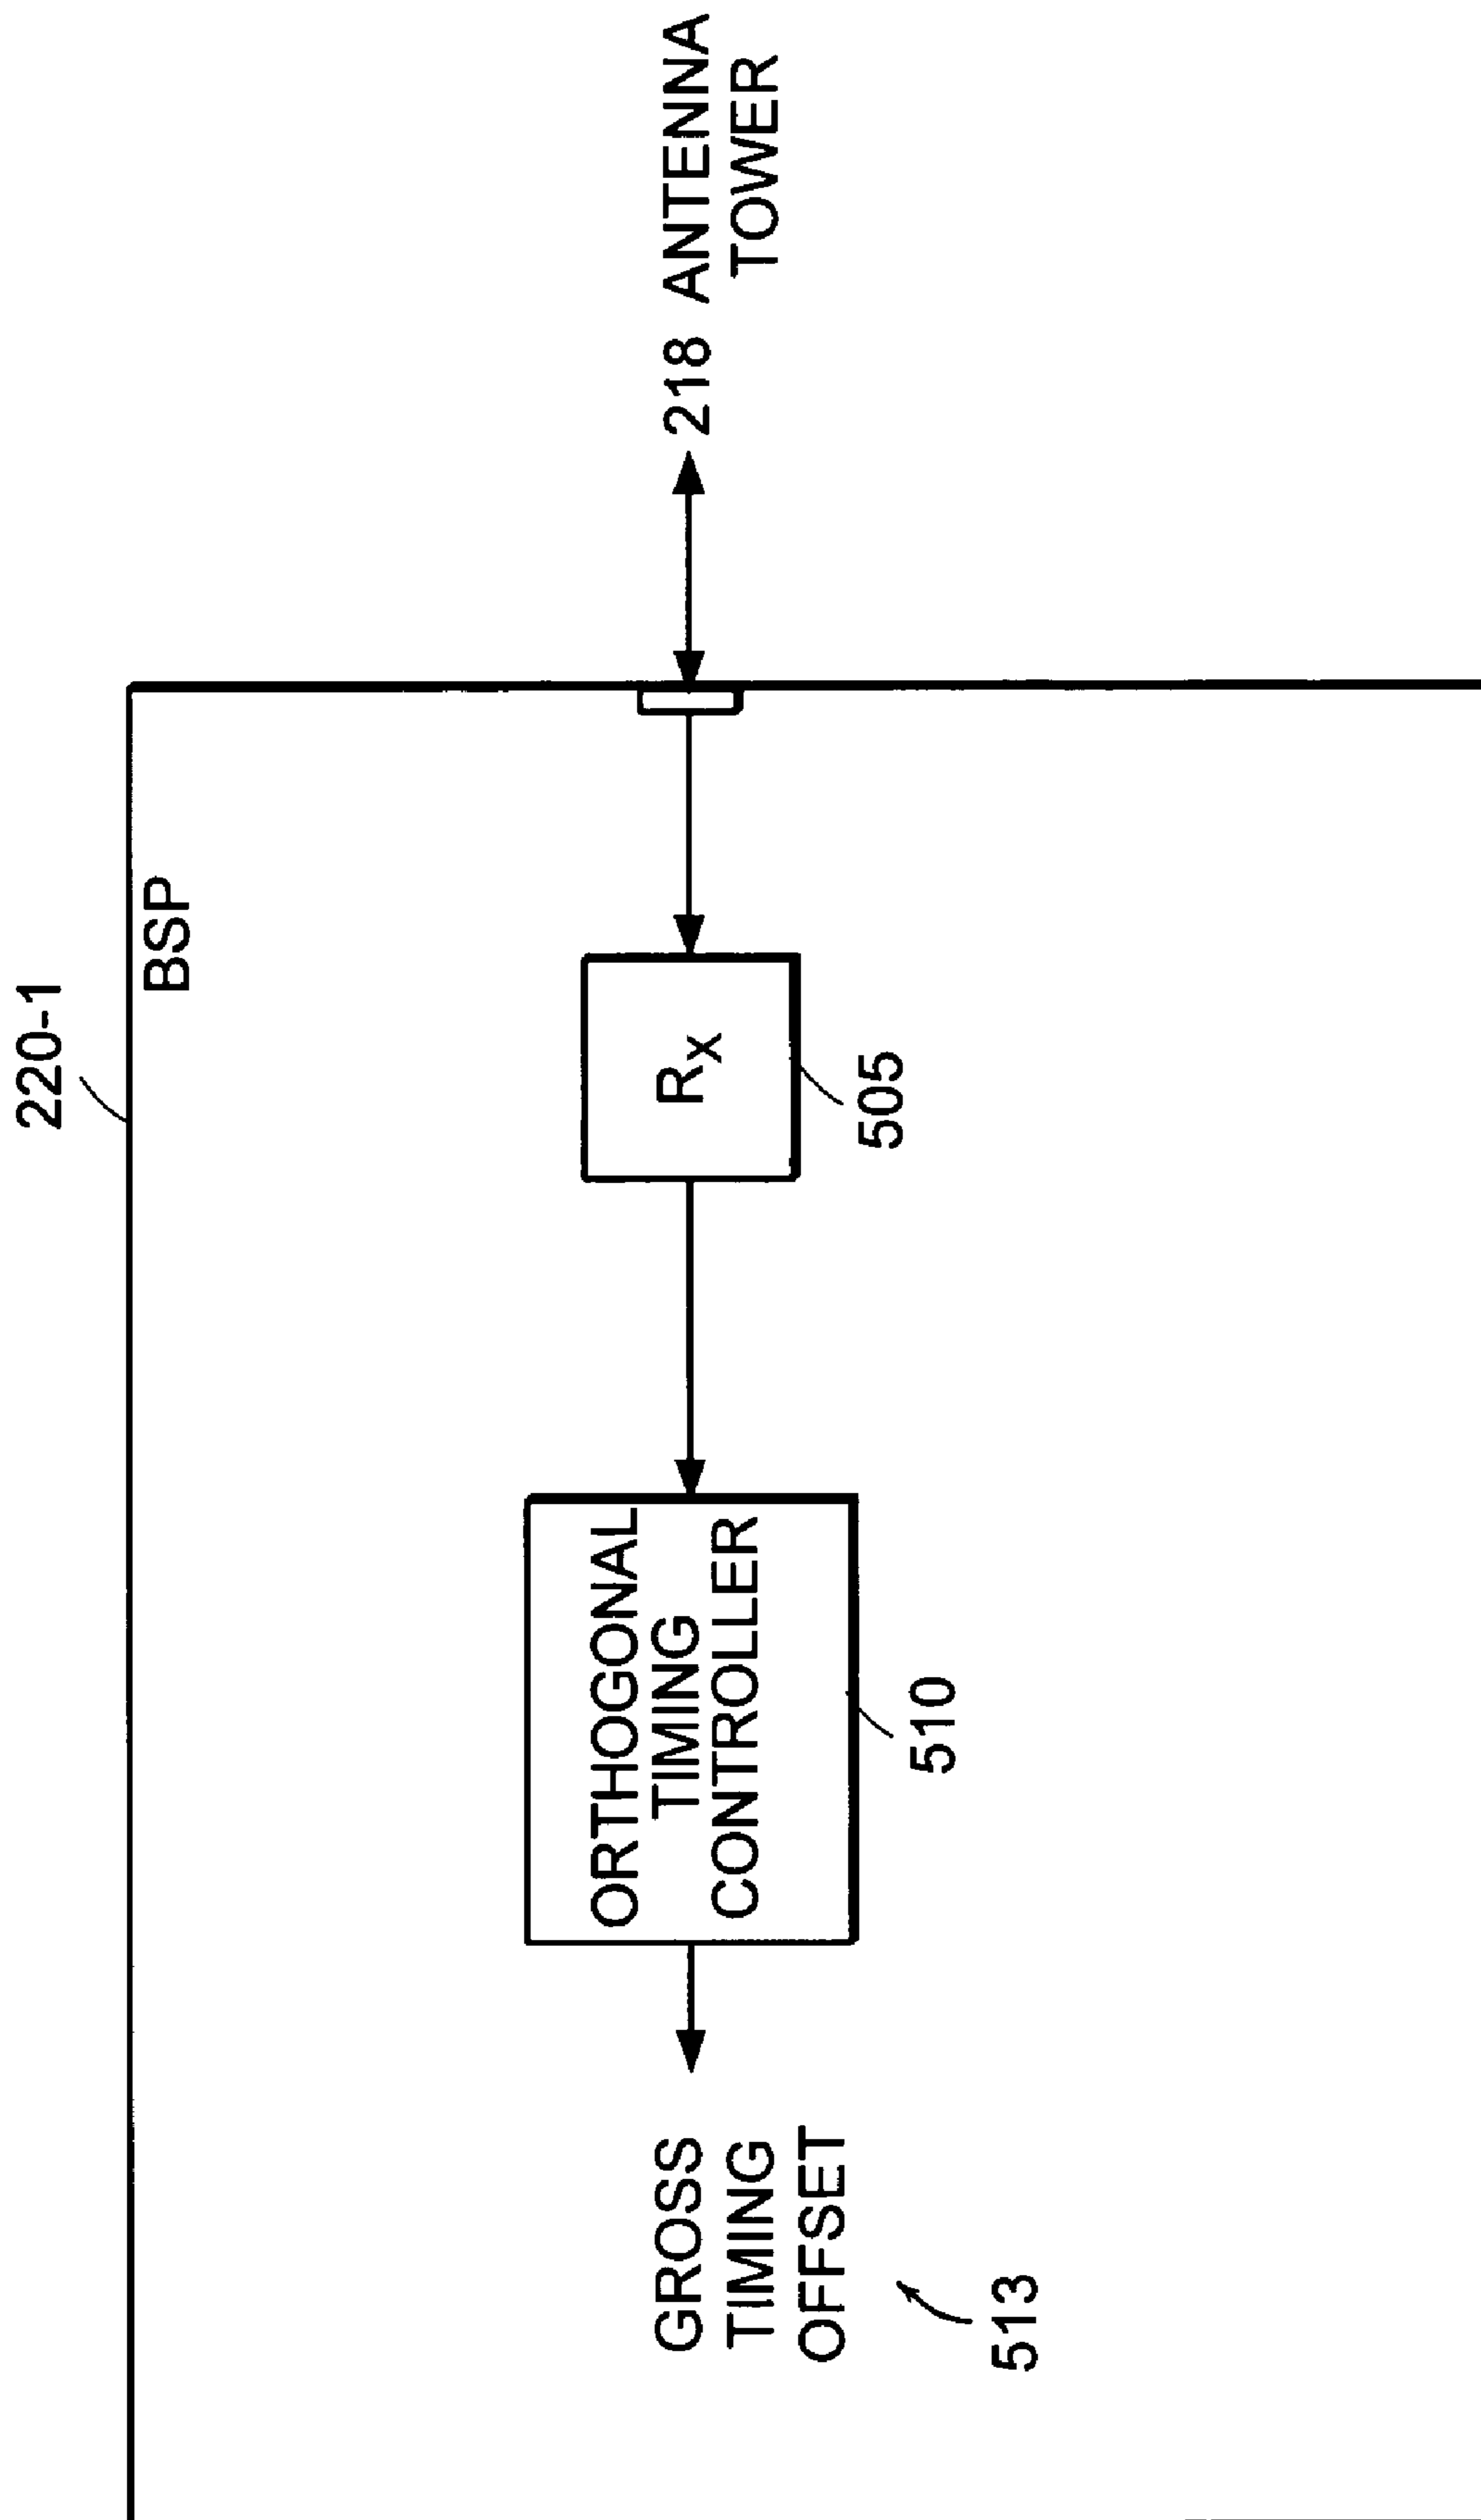 220-1
BSP
GROSS
TIMING
OFFSET
513
ORTHOGONAL
TIMING
CONTROLLER
510
Rx
505
218 ANTENNA
TOWER